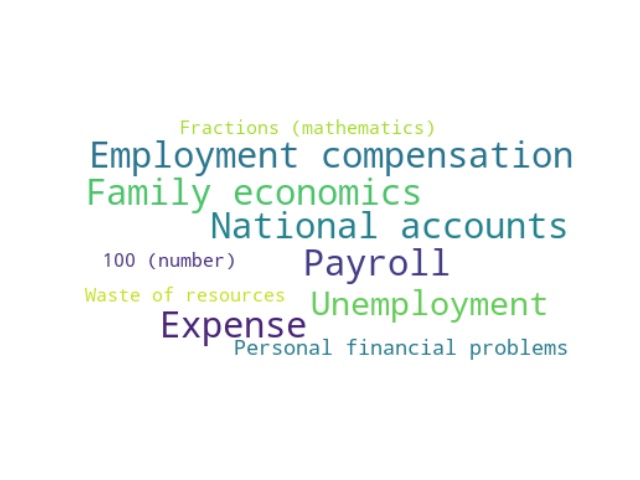 Fractions (mathematics)
Employment compensation
Family economics
National accounts
100 (number)
Payroll
Waste of resources
Unemployment
Expense
Personal financial problems